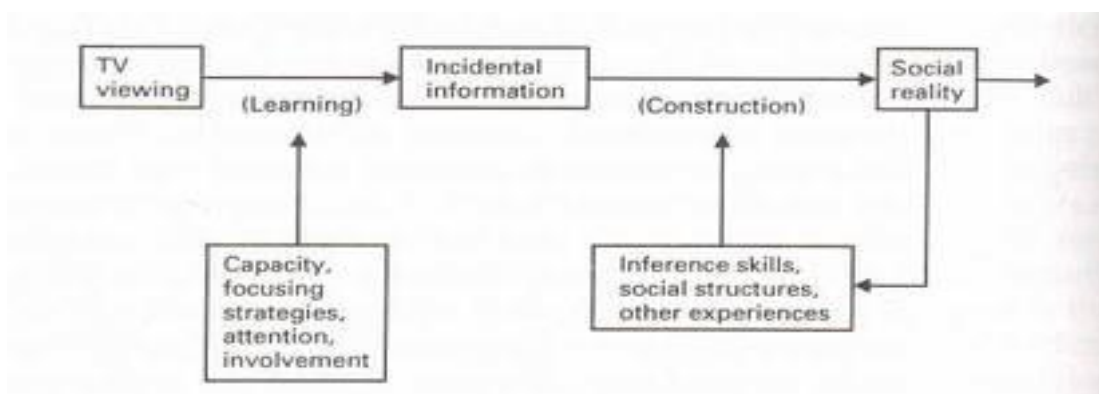 TV
viewing
(Learning)
Incidental
information
(Construction)
Social
reality
Capacity,
focusing
strategies,
attention,
involvement
Inference skills,
social structures,
other experiences